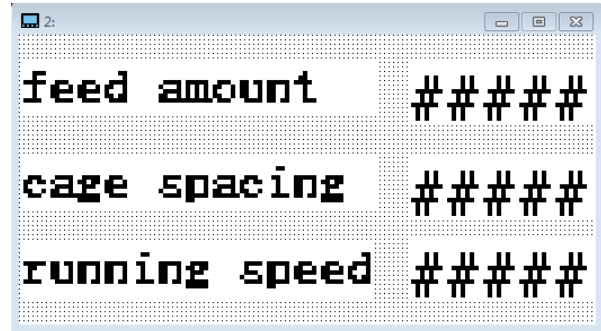 2:
feed amount #####
cage spacing #####
running speed #####